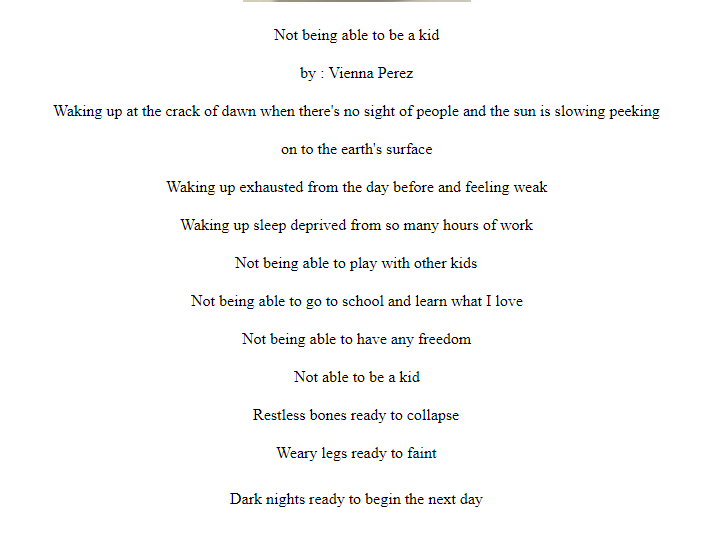 Not being able to be a kid
by : Vienna Perez
Waking up at the crack of dawn when there's no sight of people and the sun is slowing peeking
on to the earth's surface
Waking up exhausted from the day before and feeling weak
Waking up sleep deprived from so many hours of work
Not being able to play with other kids
Not being able to go to school and learn what I love
Not being able to have any freedom
Not able to be a kid
Restless bones ready to collapse
Weary legs ready to faint
Dark nights ready to begin the next day